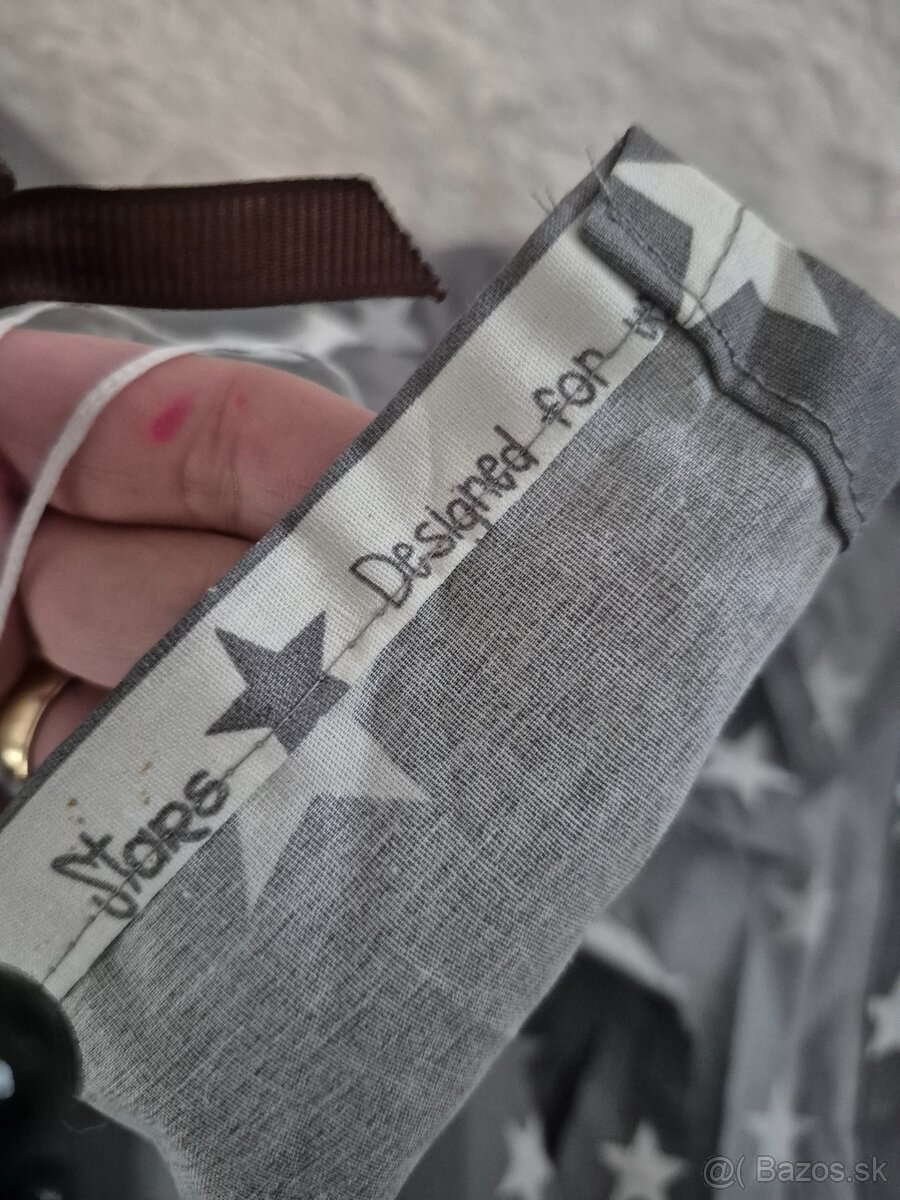 Stars ★ Designed for
@( Bazos.sk